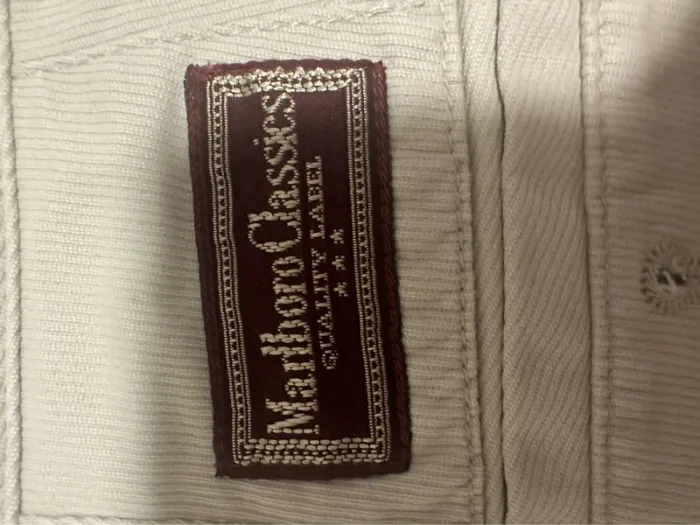 Marlboro Classics
QUALITY LABEL
★ ★ ★